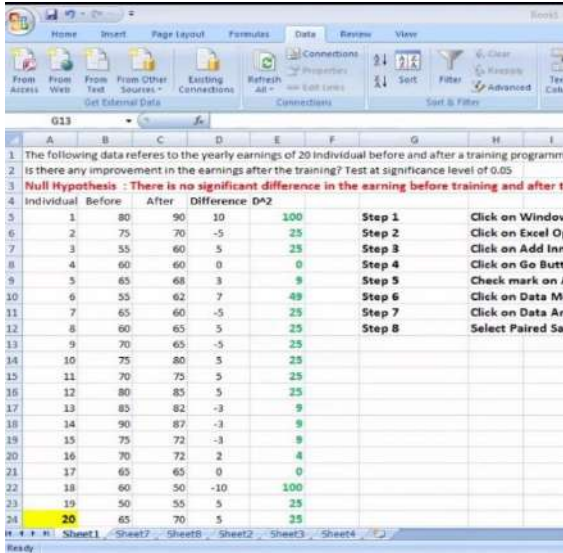 Book1
Home Insert Page Layout Formulas Data Review View
From Access From Web From Text From Other Sources Existing Connections Refresh All Connections Properties Edit Links Sort Filter Clear Reapply Advanced
Get External Data Connections Sort & Filter
G13 fx
A B C D E F G H I
1 The following data referes to the yearly earnings of 20 Individual before and after a training programm
2 Is there any improvement in the earnings after the training? Test at significance level of 0.05
3 Null Hypothesis : There is no significant difference in the earning before training and after t
4 Individual Before After Difference D^2
5 1 80 90 10 100 Step 1 Click on Window
6 2 75 70 -5 25 Step 2 Click on Excel Op
7 3 55 60 5 25 Step 3 Click on Add Inn
8 4 60 60 0 0 Step 4 Click on Go Butt
9 5 65 68 3 9 Step 5 Check mark on A
10 6 55 62 7 49 Step 6 Click on Data M
11 7 65 60 -5 25 Step 7 Click on Data An
12 8 60 65 5 25 Step 8 Select Paired Sa
13 9 70 65 -5 25
14 10 75 80 5 25
15 11 70 75 5 25
16 12 80 85 5 25
17 13 85 82 -3 9
18 14 90 87 -3 9
19 15 75 72 -3 9
20 16 70 72 2 4
21 17 65 65 0 0
22 18 60 50 -10 100
23 19 50 55 5 25
24 20 65 70 5 25
Sheet1 Sheet7 Sheet8 Sheet2 Sheet3 Sheet4
Ready